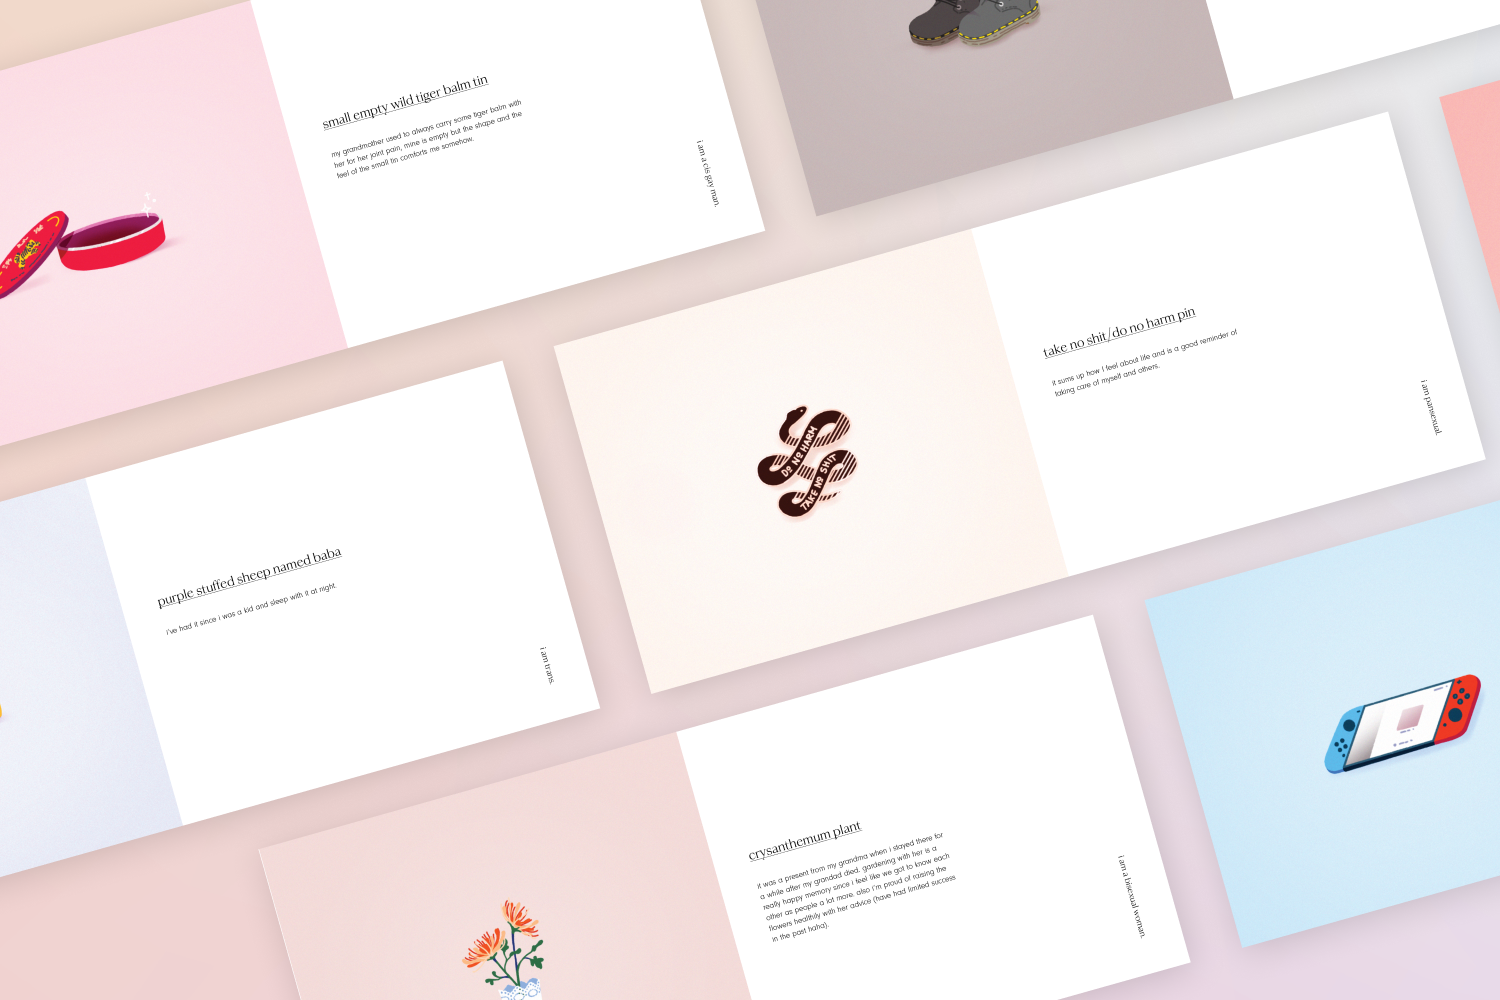 small empty wild tiger balm tin
my grandmother used to always carry some tiger balm with
her for her joint pain, mine is empty but the shape and the
feel of the small tin comforts me somehow.
i am a cis gay man.
take no shit/do no harm pin
it sums up how i feel about life and is a good reminder of
taking care of myself and others.
i am pansexual.
DO NO HARM
TAKE NO SHIT
purple stuffed sheep named baba
i've had it since i was a kid and sleep with it at night.
i am trans.
crysanthemum plant
it was a present from my grandma when i stayed there for
a while after my grandad died. gardening with her is a
really happy memory since i feel like we got to know each
other as people a lot more. also i'm proud of raising the
flowers healthily with her advice (have had limited success
in the past haha).
i am a bisexual woman.